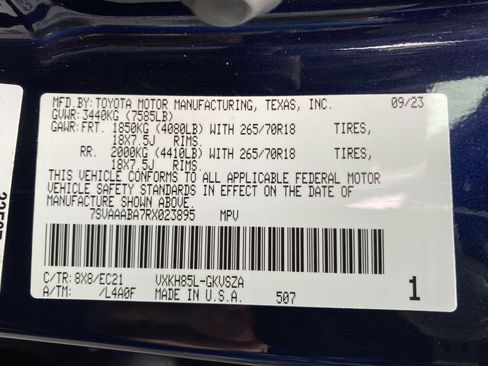 MFD.BY: TOYOTA MOTOR MANUFACTURING, TEXAS, INC. 09/23
GVWR: 3440KG (7585LB)
GAWR: FRT. 1850KG (4080LB) WITH 265/70R18 TIRES,
18X7.5J RIMS.
RR. 2000KG (4410LB) WITH 265/70R18 TIRES,
18X7.5J RIMS.
THIS VEHICLE CONFORMS TO ALL APPLICABLE FEDERAL MOTOR
VEHICLE SAFETY STANDARDS IN EFFECT ON THE DATE OF
MANUFACTURE SHOWN ABOVE.
7SVAAABA7RX023895 MPV
C/TR: 8X8/EC21 VXKH85L-GKVSZA
A/TM: /L4A0F MADE IN U.S.A. 507 1